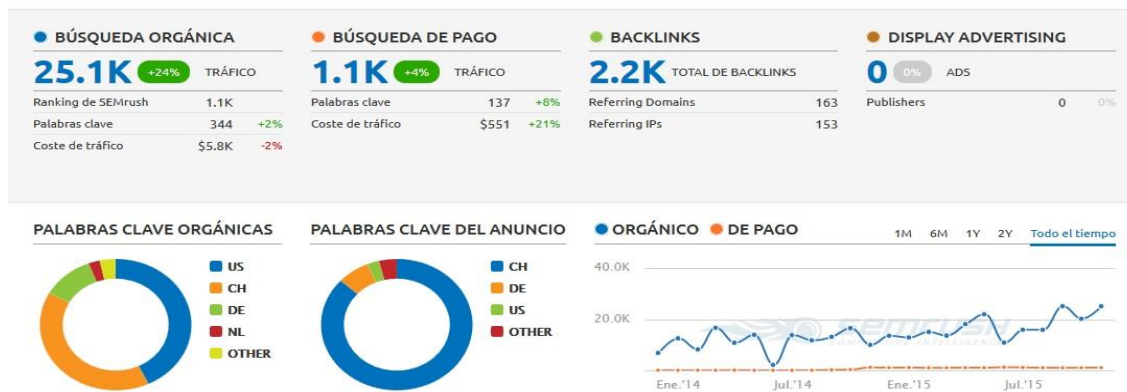 BÚSQUEDA ORGÁNICA
25.1K +24% TRÁFICO
Ranking de SEMrush 1.1K
Palabras clave 344 +2%
Coste de tráfico $5.8K -2%
BÚSQUEDA DE PAGO
1.1K +4% TRÁFICO
Palabras clave 137 +8%
Coste de tráfico $551 +21%
BACKLINKS
2.2K TOTAL DE BACKLINKS
Referring Domains 163
Referring IPs 153
DISPLAY ADVERTISING
0 0% ADS
Publishers 0 0%
PALABRAS CLAVE ORGÁNICAS
US
CH
DE
NL
OTHER
PALABRAS CLAVE DEL ANUNCIO
CH
DE
US
OTHER
ORGÁNICO DE PAGO
1M 6M 1Y 2Y Todo el tiempo
40.0K
20.0K
semrush
COMPETITIVE INTELLIGENCE
Ene.'14 Jul.'14 Ene.'15 Jul.'15